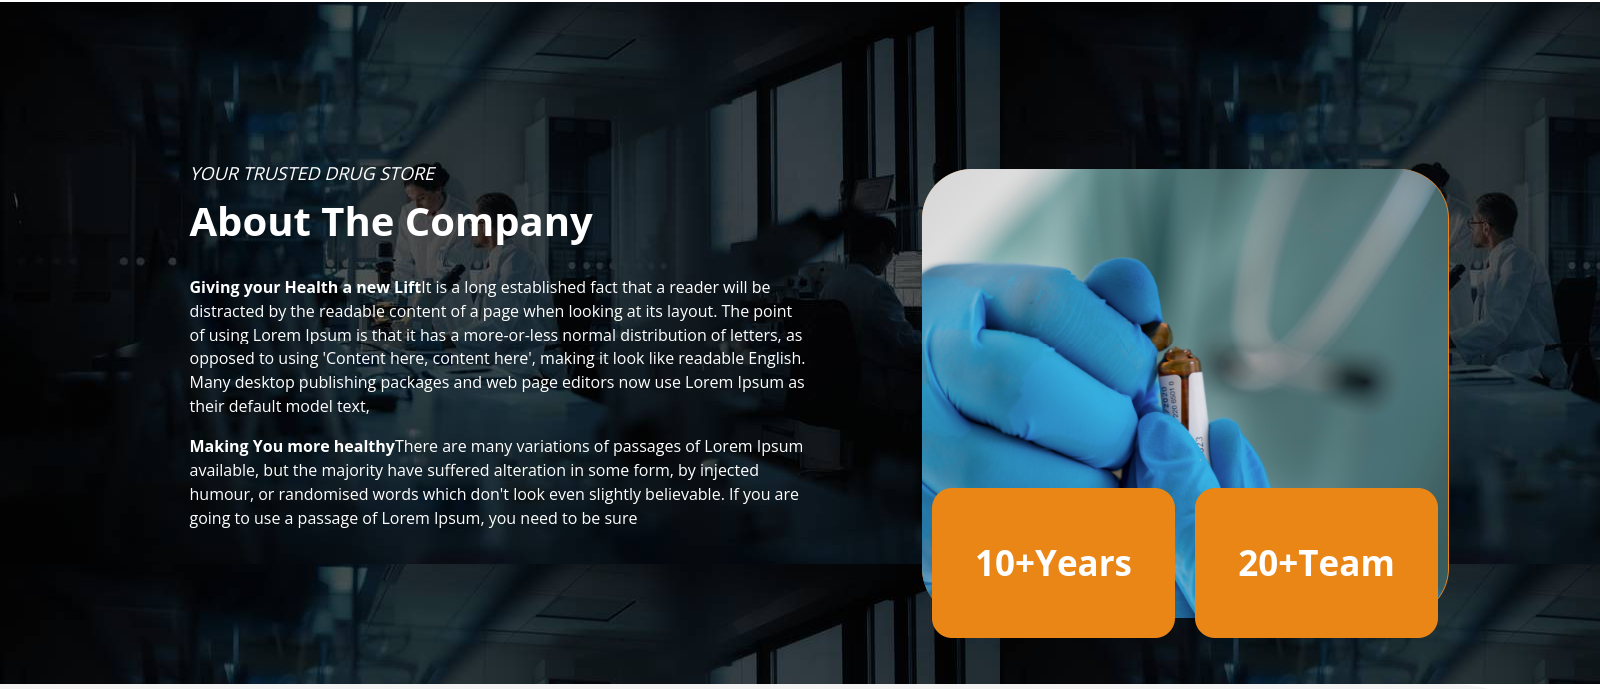 YOUR TRUSTED DRUG STORE
About The Company
Giving your Health a new LiftIt is a long established fact that a reader will be
distracted by the readable content of a page when looking at its layout. The point
of using Lorem Ipsum is that it has a more-or-less normal distribution of letters, as
opposed to using 'Content here, content here', making it look like readable English.
Many desktop publishing packages and web page editors now use Lorem Ipsum as
their default model text,
Making You more healthyThere are many variations of passages of Lorem Ipsum
available, but the majority have suffered alteration in some form, by injected
humour, or randomised words which don't look even slightly believable. If you are
going to use a passage of Lorem Ipsum, you need to be sure
10+Years
20+Team